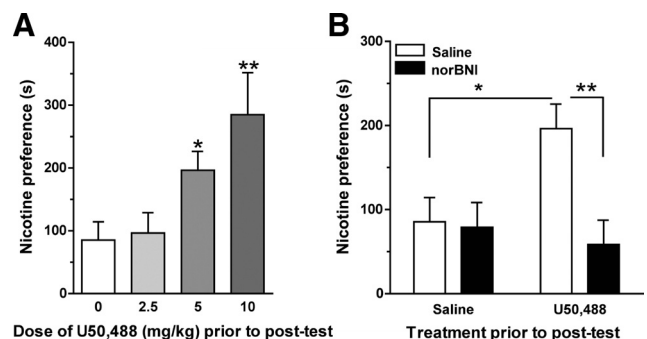 A
400
300
200
100
0
Nicotine preference (s)
*
**
0 2.5 5 10
Dose of U50,488 (mg/kg) prior to post-test
B
300
200
100
0
Nicotine preference (s)
Saline
norBNI
*
**
Saline U50,488
Treatment prior to post-test